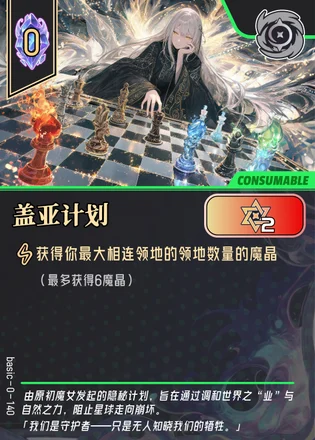 0
CONSUMABLE
盖亚计划
2
获得你最大相连领地的领地数量的魔晶
（最多获得6魔晶）
basic-0-140
由原初魔女发起的隐秘计划，旨在通过调和世界之“业”与
自然之力，阻止星球走向崩坏。
「我们是守护者——只是无人知晓我们的牺牲。」